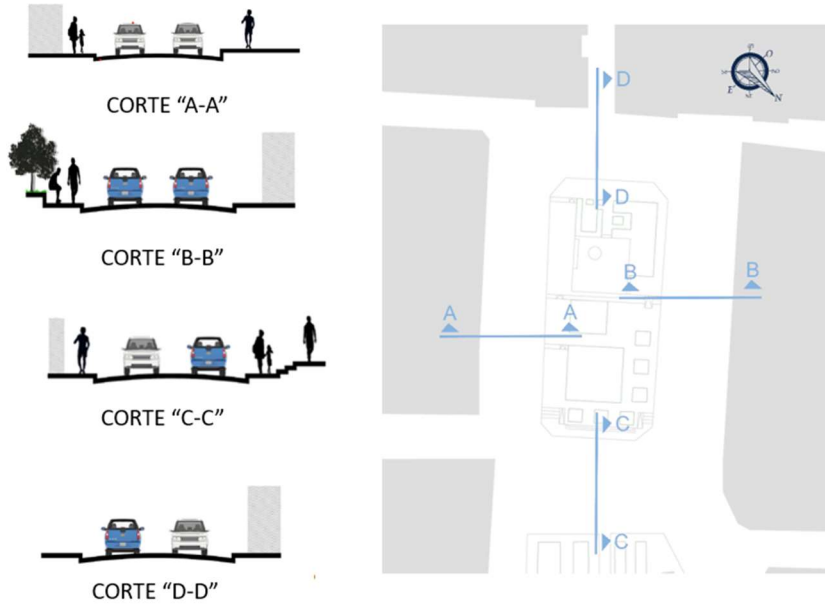 CORTE “A-A”
CORTE “B-B”
CORTE “C-C”
CORTE “D-D”
D
D
B
B
A
A
C
C
O
E
N